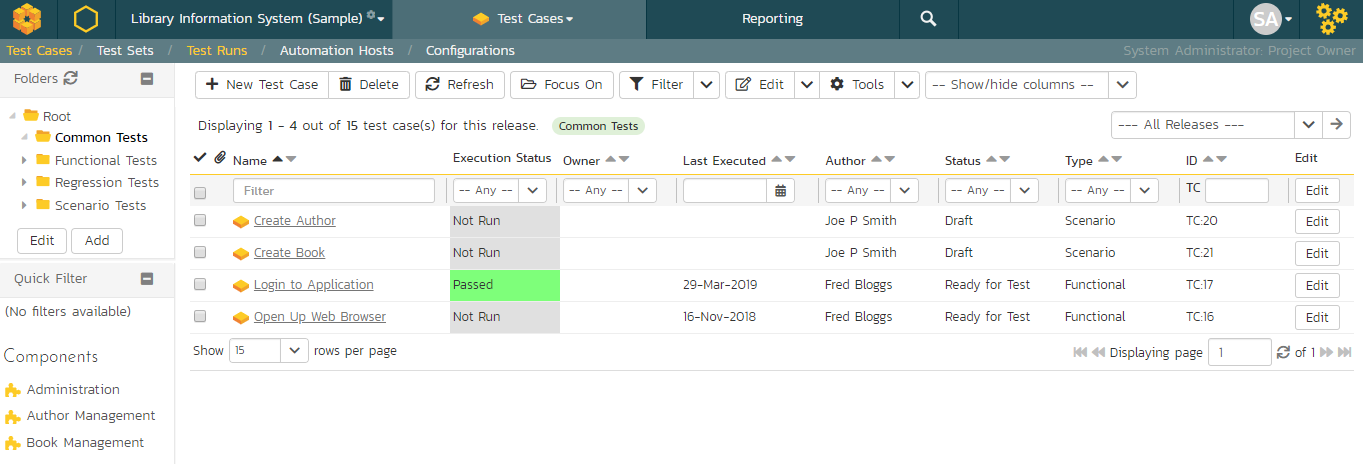 Library Information System (Sample) Test Cases Reporting SA
Test Cases / Test Sets / Test Runs / Automation Hosts / Configurations System Administrator: Project Owner
Folders
Root
Common Tests
Functional Tests
Regression Tests
Scenario Tests
Edit Add
Quick Filter
(No filters available)
Components
Administration
Author Management
Book Management
New Test Case Delete Refresh Focus On Filter Edit Tools -- Show/hide columns --
Displaying 1 - 4 out of 15 test case(s) for this release. Common Tests --- All Releases ---
Name Execution Status Owner Last Executed Author Status Type ID Edit
Filter -- Any -- -- Any -- -- Any -- -- Any -- -- Any -- TC Edit
Create Author Not Run Joe P Smith Draft Scenario TC:20 Edit
Create Book Not Run Joe P Smith Draft Scenario TC:21 Edit
Login to Application Passed 29-Mar-2019 Fred Bloggs Ready for Test Functional TC:17 Edit
Open Up Web Browser Not Run 16-Nov-2018 Fred Bloggs Ready for Test Functional TC:16 Edit
Show 15 rows per page Displaying page 1 of 1